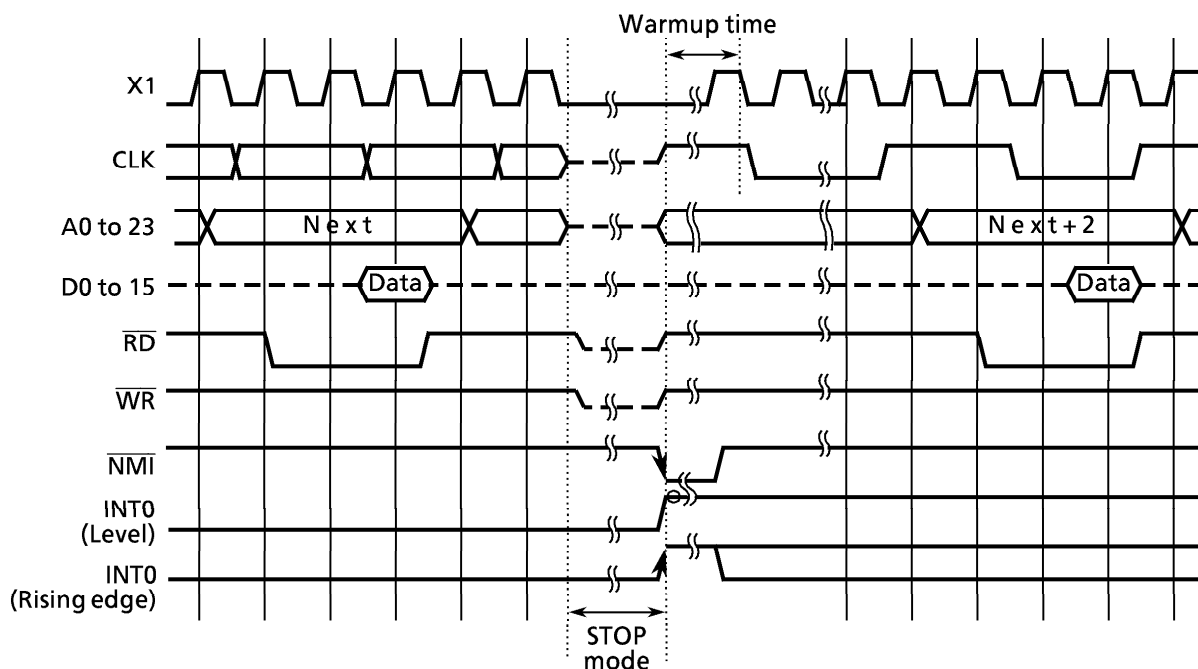 Warmup time
X1
CLK
A0 to 23
Next
Next+2
D0 to 15
Data
Data
RD
WR
NMI
INT0
(Level)
INT0
(Rising edge)
STOP
mode